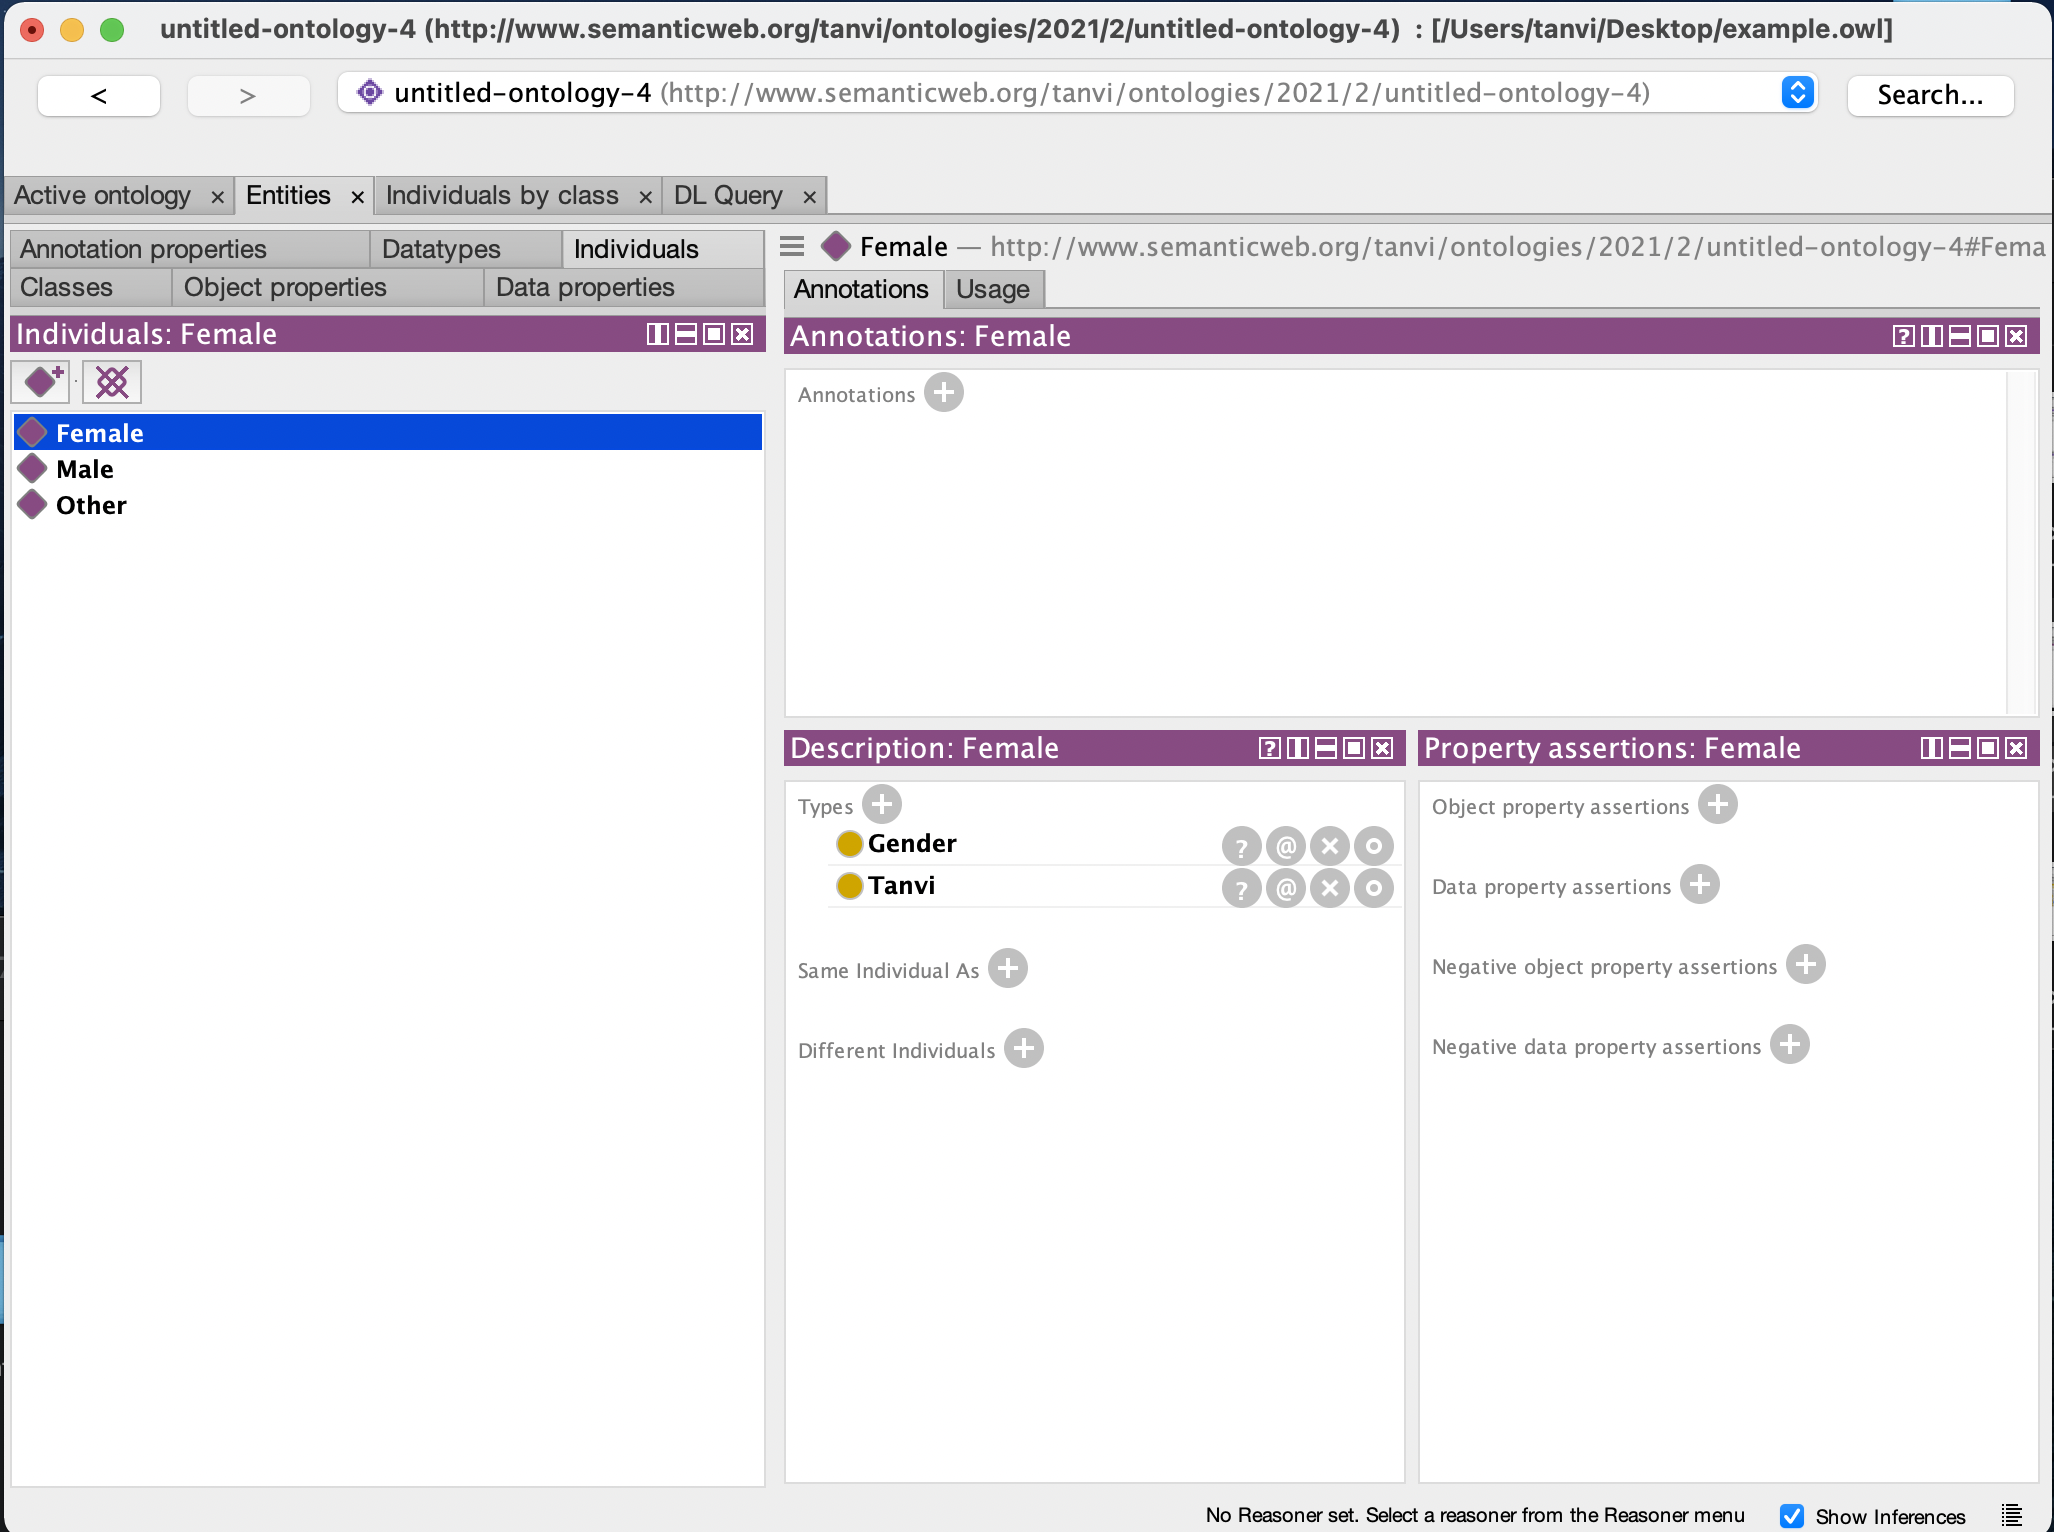 untitled-ontology-4 (http://www.semanticweb.org/tanvi/ontologies/2021/2/untitled-ontology-4) : [/Users/tanvi/Desktop/example.owl]
< > untitled-ontology-4 (http://www.semanticweb.org/tanvi/ontologies/2021/2/untitled-ontology-4) Search...
Active ontology × Entities × Individuals by class × DL Query ×
Annotation properties Datatypes Individuals
Classes Object properties Data properties
Individuals: Female
Female
Male
Other
Female — http://www.semanticweb.org/tanvi/ontologies/2021/2/untitled-ontology-4#Fema
Annotations Usage
Annotations: Female
Annotations
Description: Female
Types
Gender
Tanvi
Same Individual As
Different Individuals
Property assertions: Female
Object property assertions
Data property assertions
Negative object property assertions
Negative data property assertions
No Reasoner set. Select a reasoner from the Reasoner menu Show Inferences